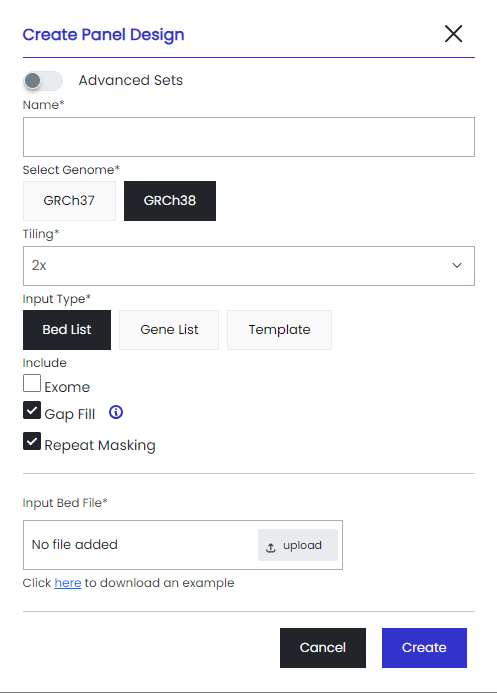 Create Panel Design
Advanced Sets
Name*
Select Genome*
GRCh37 GRCh38
Tiling*
2x
Input Type*
Bed List Gene List Template
Include
Exome
Gap Fill
Repeat Masking
Input Bed File*
No file added upload
Click here to download an example
Cancel Create